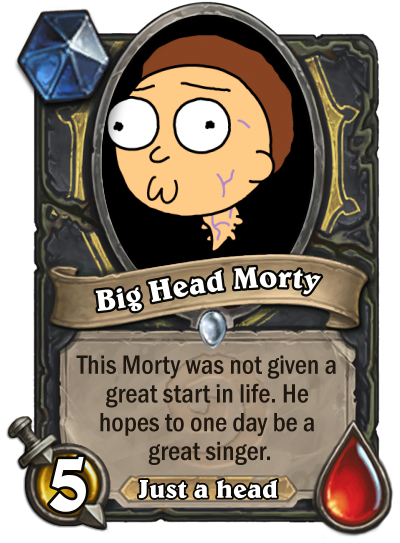 Big Head Morty
This Morty was not given a
great start in life. He
hopes to one day be a
great singer.
5
Just a head